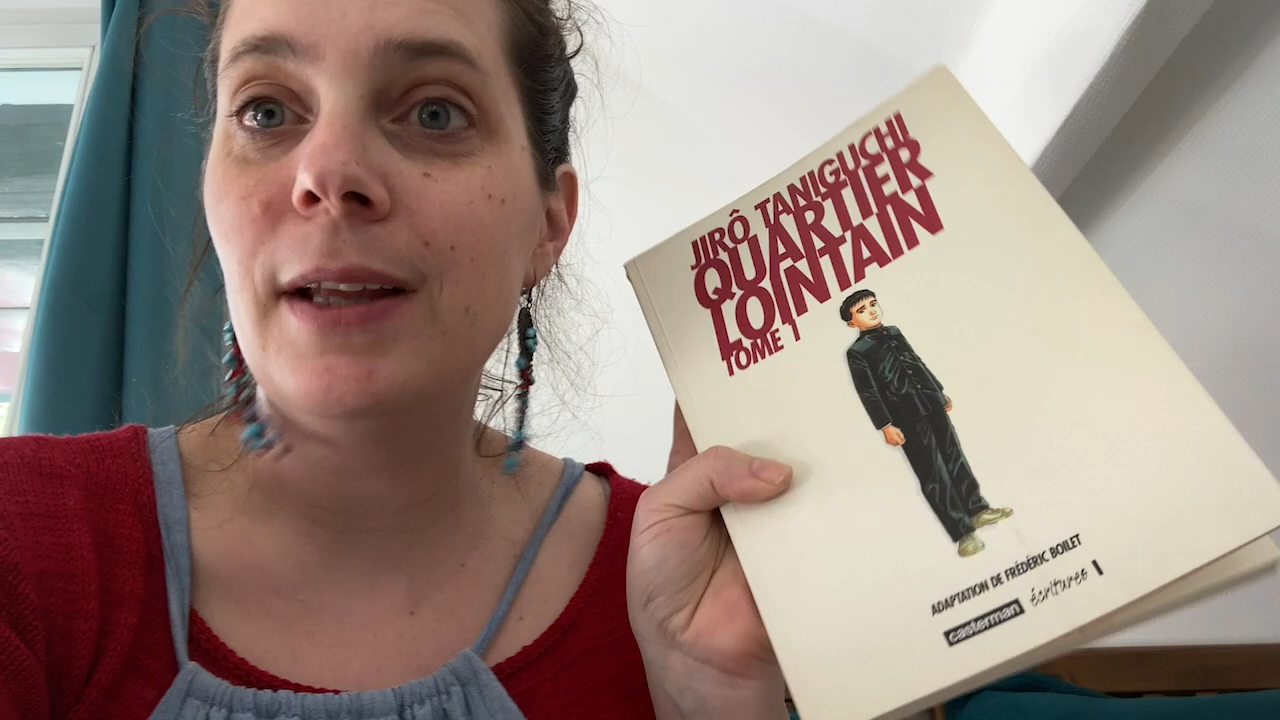 JIRÔ TANIGUCHI
QUARTIER
LOINTAIN
TOME 1
ADAPTATION DE FRÉDÉRIC BOILET
casterman écritures